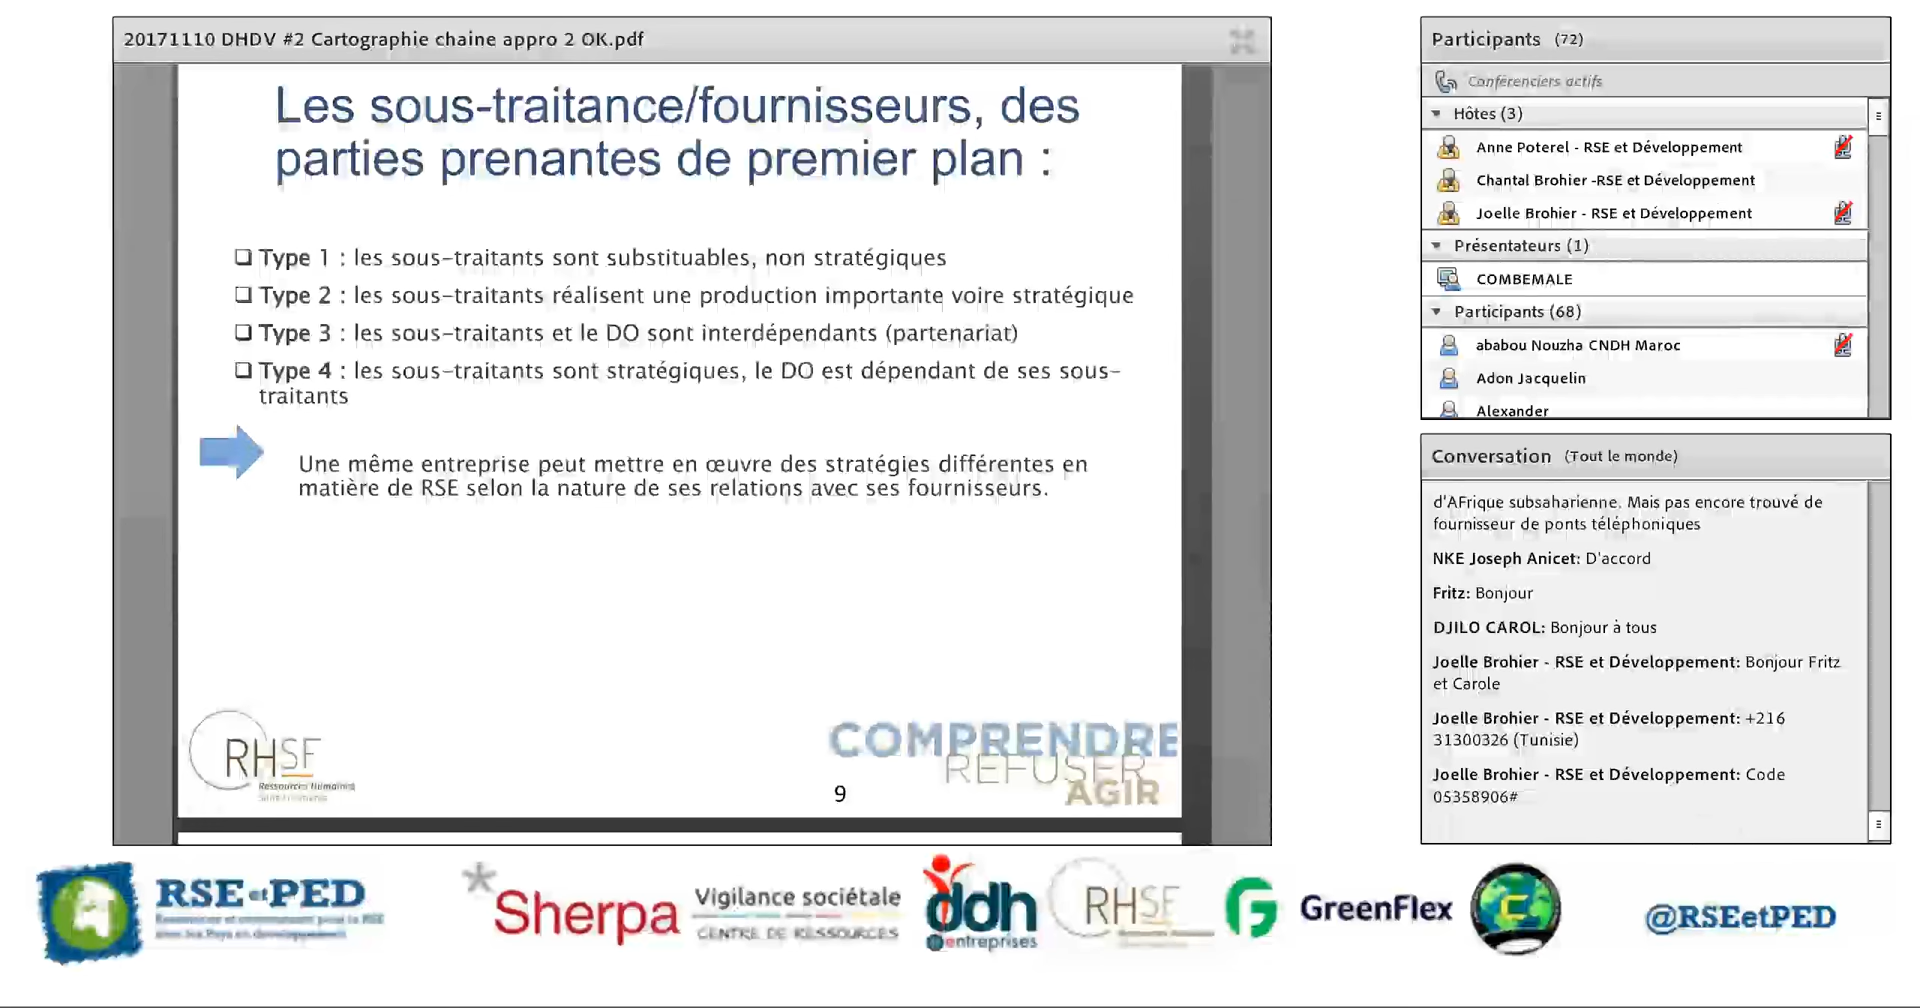 20171110 DHDV #2 Cartographie chaine appro 2 OK.pdf
Les sous-traitance/fournisseurs, des
parties prenantes de premier plan :
Type 1 : les sous-traitants sont substituables, non stratégiques
Type 2 : les sous-traitants réalisent une production importante voire stratégique
Type 3 : les sous-traitants et le DO sont interdépendants (partenariat)
Type 4 : les sous-traitants sont stratégiques, le DO est dépendant de ses sous-
traitants
Une même entreprise peut mettre en œuvre des stratégies différentes en
matière de RSE selon la nature de ses relations avec ses fournisseurs.
RHSF
Ressources Humaines
Sans Frontières
COMPRENDRE
REFUSER
AGIR
9
Participants (72)
Conférenciers actifs
Hôtes (3)
Anne Poterel - RSE et Développement
Chantal Brohier -RSE et Développement
Joelle Brohier - RSE et Développement
Présentateurs (1)
COMBEMALE
Participants (68)
ababou Nouzha CNDH Maroc
Adon Jacquelin
Alexander
Conversation (Tout le monde)
d'AFrique subsaharienne. Mais pas encore trouvé de
fournisseur de ponts téléphoniques
NKE Joseph Anicet: D'accord
Fritz: Bonjour
DJILO CAROL: Bonjour à tous
Joelle Brohier - RSE et Développement: Bonjour Fritz
et Carole
Joelle Brohier - RSE et Développement: +216
31300326 (Tunisie)
Joelle Brohier - RSE et Développement: Code
05358906#
RSE et PED
Sherpa
Vigilance sociétale
CENTRE DE RESSOURCES
ddh
entreprises
RHSF
GreenFlex
@RSEetPED